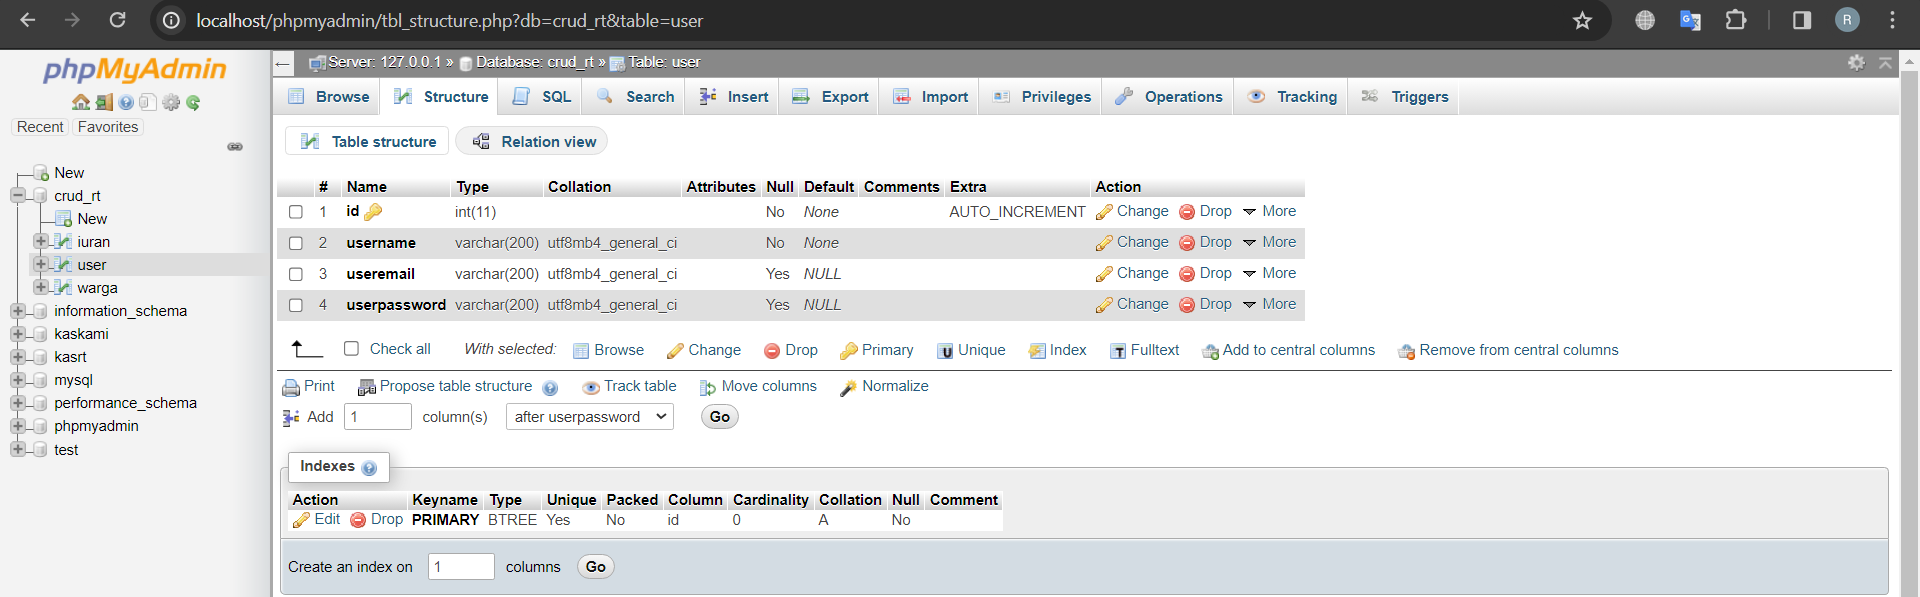 localhost/phpmyadmin/tbl_structure.php?db=crud_rt&table=user
R
phpMyAdmin
Recent Favorites
New
crud_rt
New
iuran
user
warga
information_schema
kaskami
kasrt
mysql
performance_schema
phpmyadmin
test
Server: 127.0.0.1 » Database: crud_rt » Table: user
Browse Structure SQL Search Insert Export Import Privileges Operations Tracking Triggers
Table structure Relation view
# Name Type Collation Attributes Null Default Comments Extra Action
1 id int(11) No None AUTO_INCREMENT Change Drop More
2 username varchar(200) utf8mb4_general_ci No None Change Drop More
3 useremail varchar(200) utf8mb4_general_ci Yes NULL Change Drop More
4 userpassword varchar(200) utf8mb4_general_ci Yes NULL Change Drop More
Check all With selected: Browse Change Drop Primary Unique Index Fulltext Add to central columns Remove from central columns
Print Propose table structure Track table Move columns Normalize
Add 1 column(s) after userpassword Go
Indexes
Action Keyname Type Unique Packed Column Cardinality Collation Null Comment
Edit Drop PRIMARY BTREE Yes No id 0 A No
Create an index on 1 columns Go